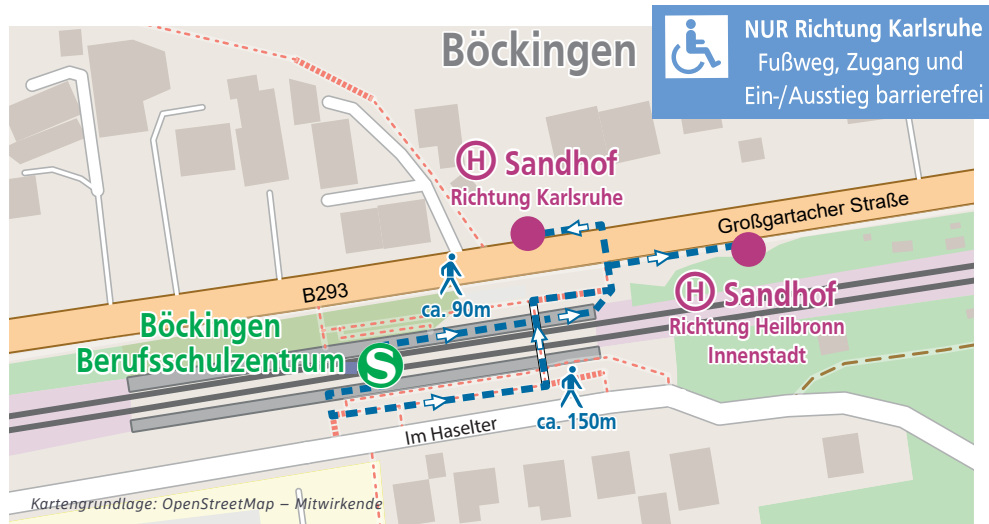 Böckingen
NUR Richtung Karlsruhe
Fußweg, Zugang und
Ein-/Ausstieg barrierefrei
H Sandhof
Richtung Karlsruhe
Großgartacher Straße
B293
ca. 90m
H Sandhof
Richtung Heilbronn
Innenstadt
Böckingen
Berufsschulzentrum
S
ca. 150m
Im Haselter
Kartengrundlage: OpenStreetMap – Mitwirkende